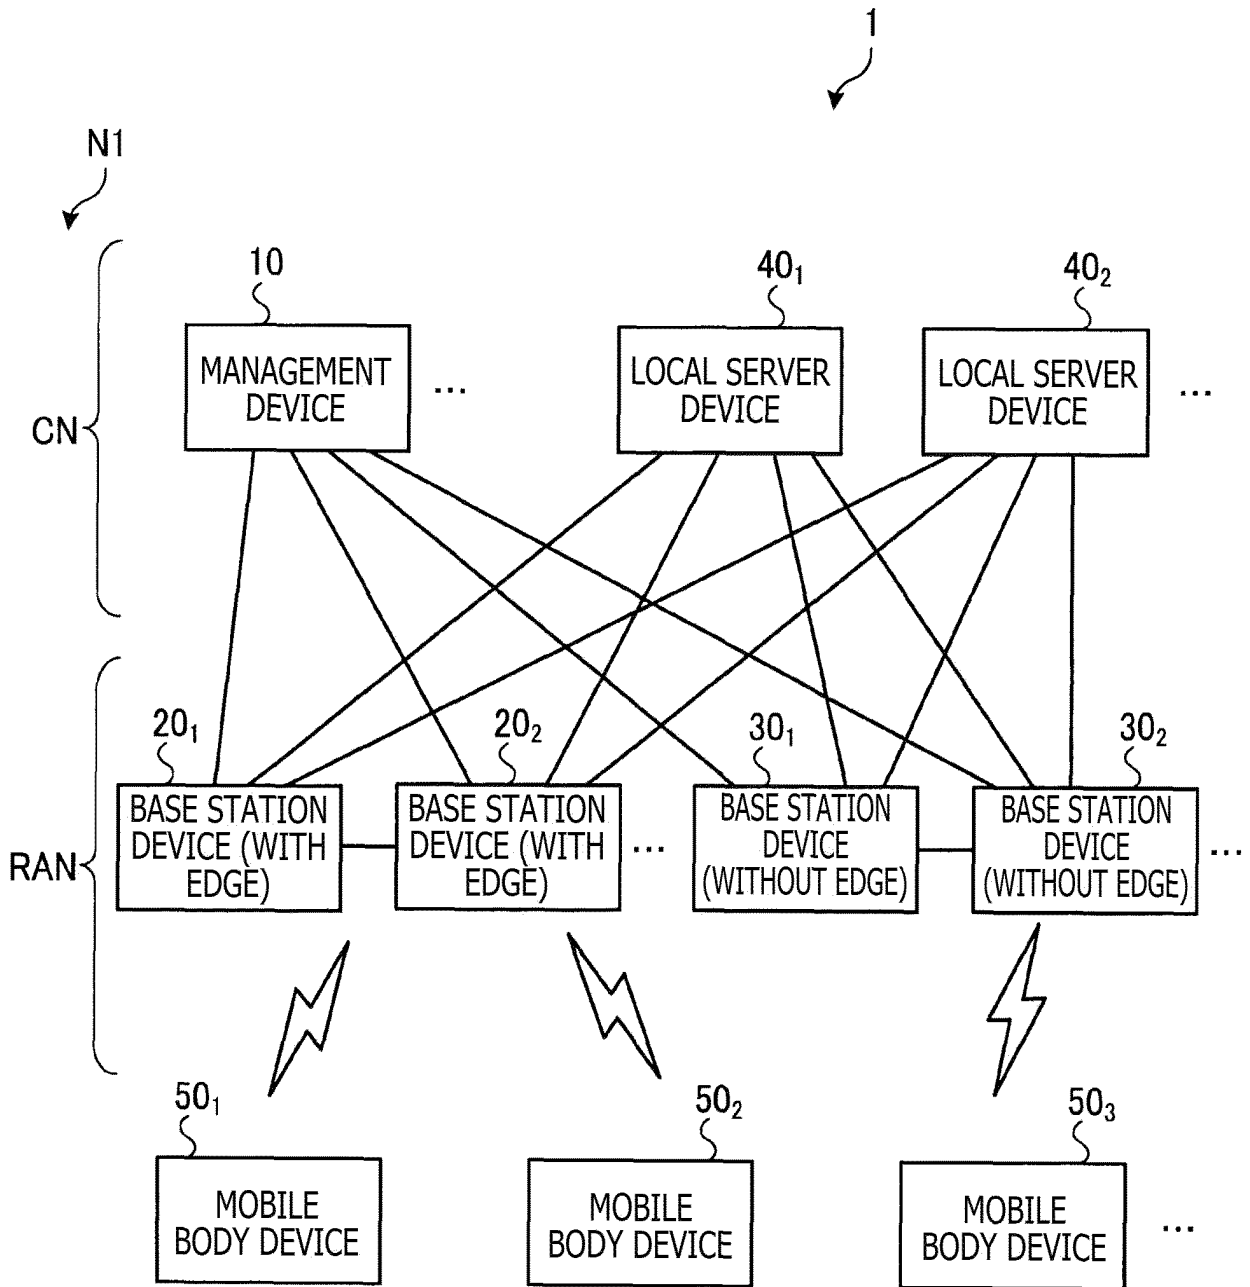 1
N1
10
40₁
40₂
MANAGEMENT
DEVICE
...
LOCAL SERVER
DEVICE
LOCAL SERVER
DEVICE
...
CN
20₁
20₂
30₁
30₂
BASE STATION
DEVICE (WITH
EDGE)
BASE STATION
DEVICE (WITH
EDGE)
...
BASE STATION
DEVICE
(WITHOUT EDGE)
BASE STATION
DEVICE
(WITHOUT EDGE)
...
RAN
50₁
50₂
50₃
MOBILE
BODY DEVICE
MOBILE
BODY DEVICE
MOBILE
BODY DEVICE
...